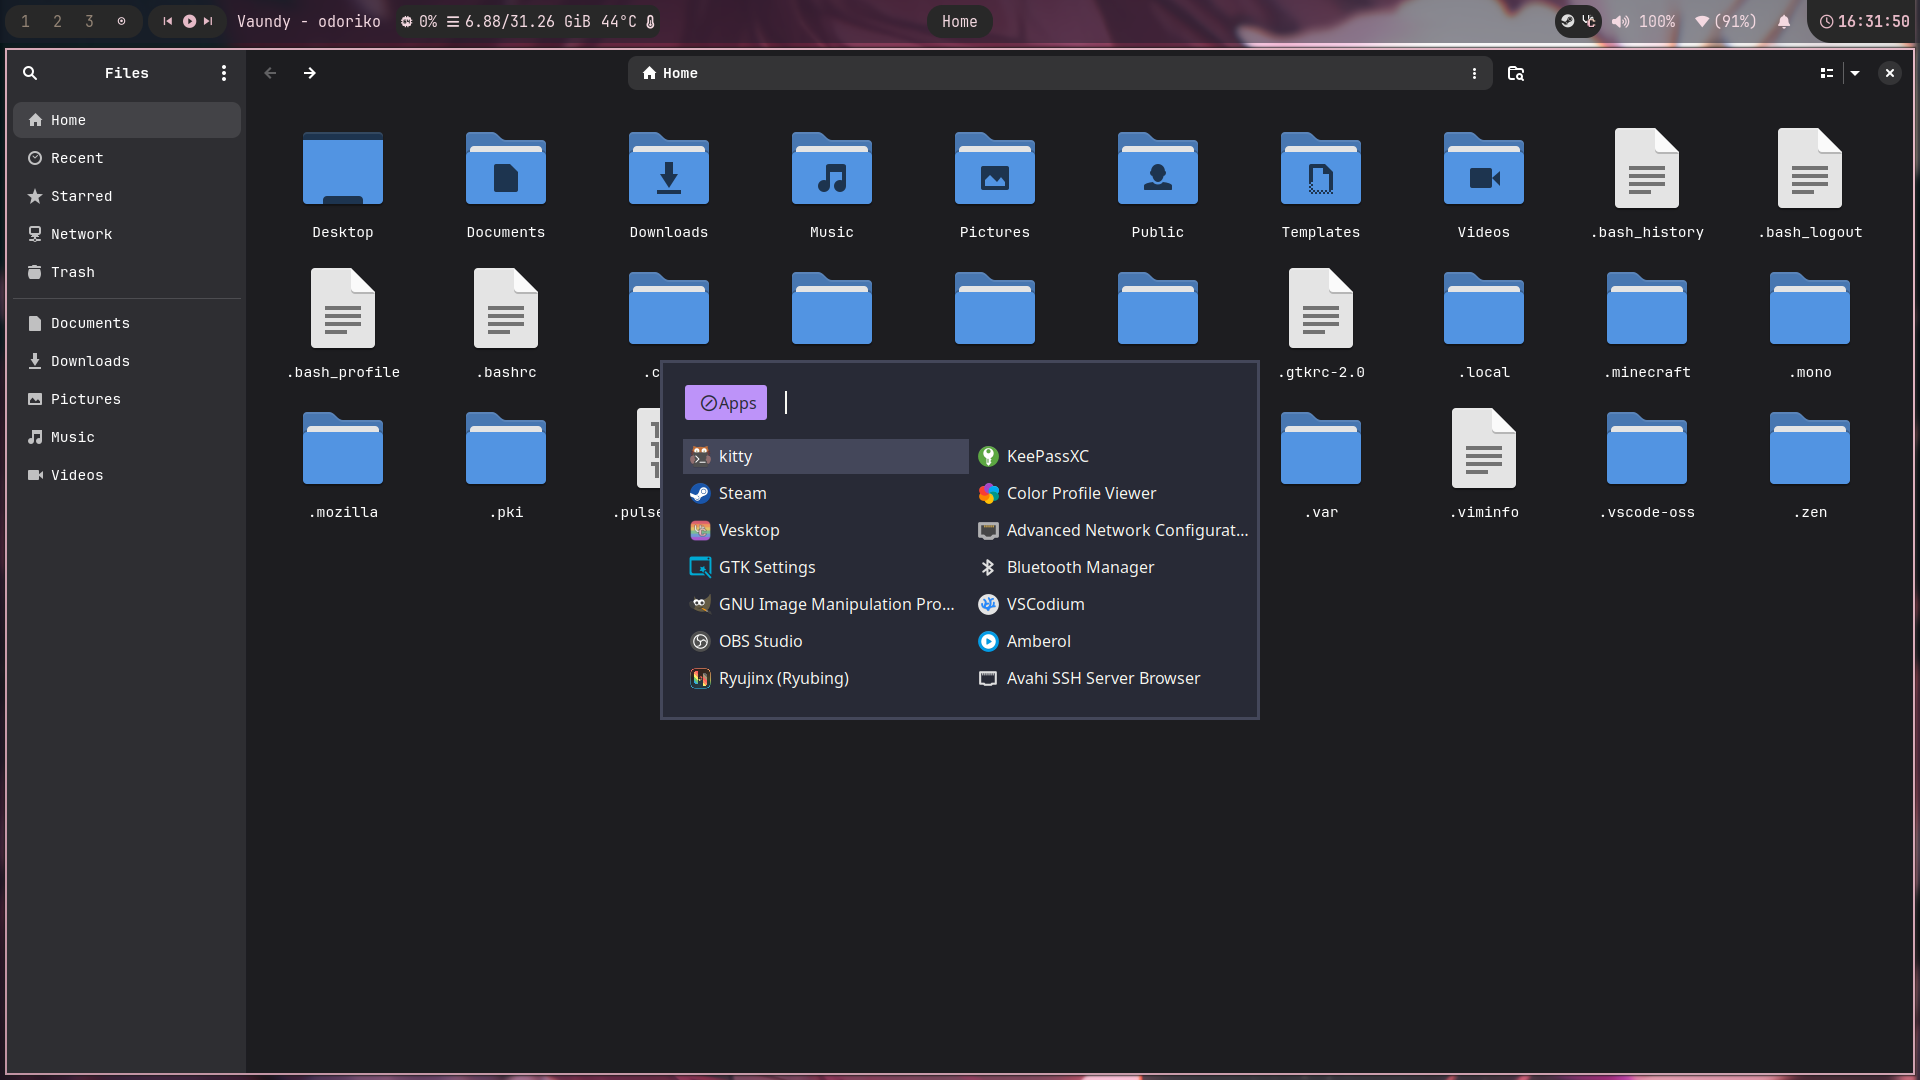 1 2 3 Vaundy - odoriko 0% 6.88/31.26 GiB 44°C Home 100% (91%) 16:31:50
Files
Home
Home
Recent
Starred
Network
Trash
Documents
Downloads
Pictures
Music
Videos
Desktop Documents Downloads Music Pictures Public Templates Videos .bash_history .bash_logout
.bash_profile .bashrc .c .gtkrc-2.0 .local .minecraft .mono
.mozilla .pki .pulse .var .viminfo .vscode-oss .zen
Apps
kitty
Steam
Vesktop
GTK Settings
GNU Image Manipulation Pro...
OBS Studio
Ryujinx (Ryubing)
KeePassXC
Color Profile Viewer
Advanced Network Configurat...
Bluetooth Manager
VSCodium
Amberol
Avahi SSH Server Browser